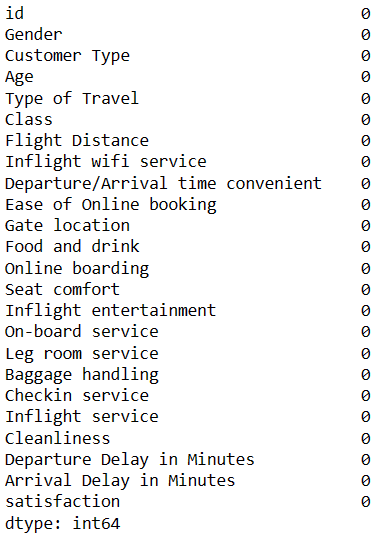 id 0
Gender 0
Customer Type 0
Age 0
Type of Travel 0
Class 0
Flight Distance 0
Inflight wifi service 0
Departure/Arrival time convenient 0
Ease of Online booking 0
Gate location 0
Food and drink 0
Online boarding 0
Seat comfort 0
Inflight entertainment 0
On-board service 0
Leg room service 0
Baggage handling 0
Checkin service 0
Inflight service 0
Cleanliness 0
Departure Delay in Minutes 0
Arrival Delay in Minutes 0
satisfaction 0
dtype: int64